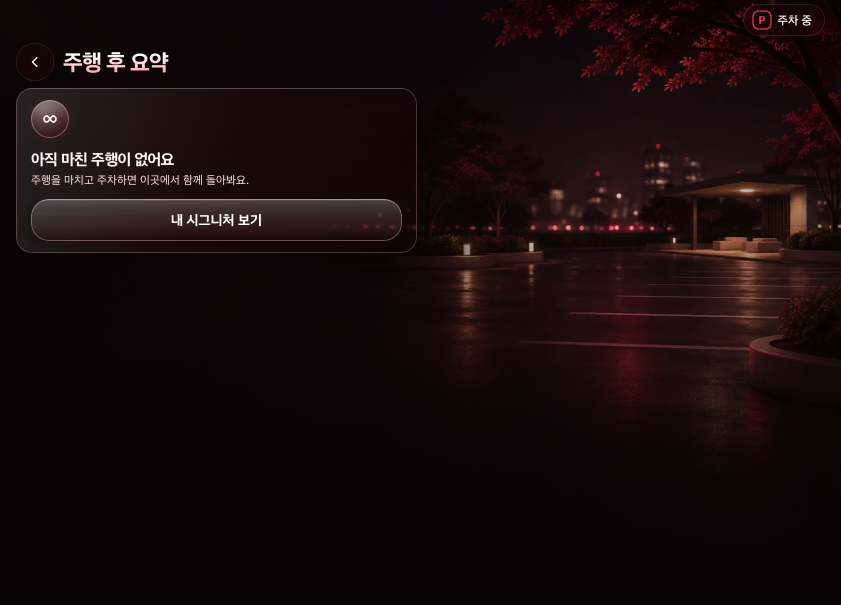 P 주차 중
주행 후 요약
∞
아직 마친 주행이 없어요
주행을 마치고 주차하면 이곳에서 함께 돌아봐요.
내 시그니처 보기